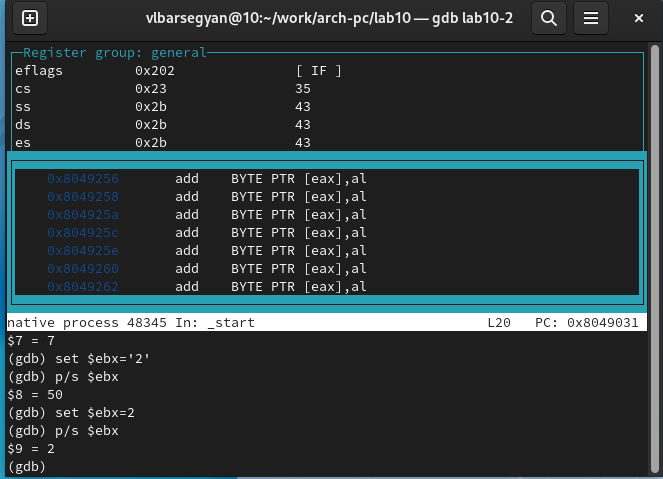 vlbarsegyan@10:~/work/arch-pc/lab10 — gdb lab10-2
Register group: general
eflags 0x202 [ IF ]
cs 0x23 35
ss 0x2b 43
ds 0x2b 43
es 0x2b 43
0x8049256 add BYTE PTR [eax],al
0x8049258 add BYTE PTR [eax],al
0x804925a add BYTE PTR [eax],al
0x804925c add BYTE PTR [eax],al
0x804925e add BYTE PTR [eax],al
0x8049260 add BYTE PTR [eax],al
0x8049262 add BYTE PTR [eax],al
native process 48345 In: _start L20 PC: 0x8049031
$7 = 7
(gdb) set $ebx='2'
(gdb) p/s $ebx
$8 = 50
(gdb) set $ebx=2
(gdb) p/s $ebx
$9 = 2
(gdb)